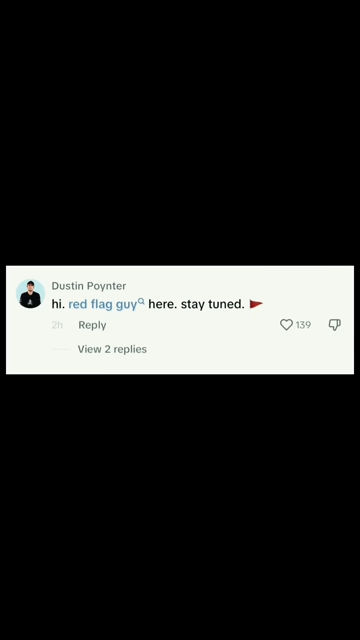 Dustin Poynter
hi. red flag guy here. stay tuned. 🚩
2h Reply 139
View 2 replies